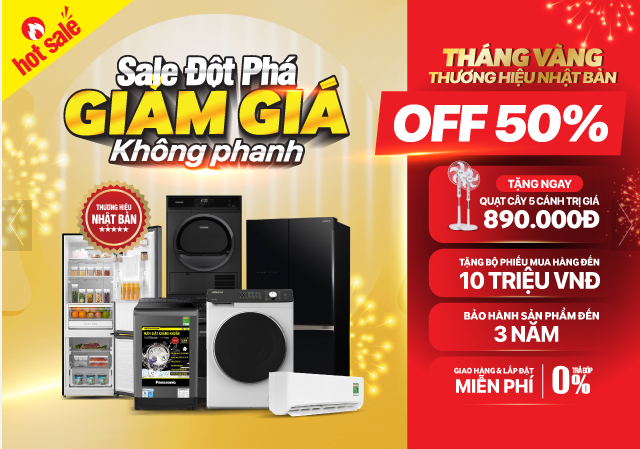 hot sale
Sale Đột Phá
GIẢM GIÁ
Không phanh
THƯƠNG HIỆU
NHẬT BẢN
Panasonic
THÁNG VÀNG
THƯƠNG HIỆU NHẬT BẢN
OFF 50%
TẶNG NGAY
QUẠT CÂY 5 CÁNH TRỊ GIÁ
890.000Đ
TẶNG BỘ PHIẾU MUA HÀNG ĐẾN
10 TRIỆU VNĐ
BẢO HÀNH SẢN PHẨM ĐẾN
3 NĂM
GIAO HÀNG & LẮP ĐẶT
MIỄN PHÍ
TRẢ GÓP
0%